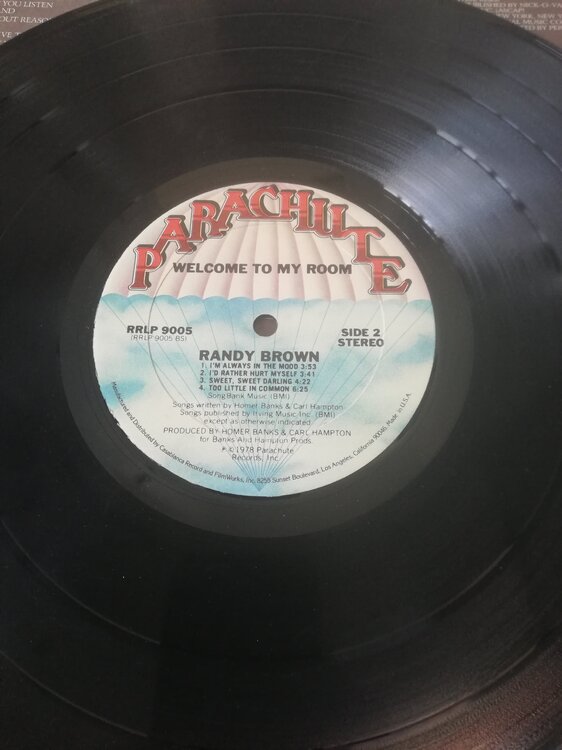 YOU LISTEN
AND
OUT REASO
PARACHUTE
WELCOME TO MY ROOM
RRLP 9005
(RRLP 9005 BS)
SIDE 2
STEREO
RANDY BROWN
1. I'M ALWAYS IN THE MOOD 3:53
2. I'D RATHER HURT MYSELF 3:41
3. SWEET, SWEET DARLING 4:22
4. TOO LITTLE IN COMMON 6:25
SongBank Music (BMI)
Songs written by Homer Banks & Carl Hampton
Songs published by Irving Music Inc. (BMI)
except as otherwise indicated.
PRODUCED BY HOMER BANKS & CARL HAMPTON
for Banks And Hampton Prods.
℗ © 1978 Parachute
Records, Inc.
Manufactured and Distributed by Casablanca Record and FilmWorks, Inc. 8255 Sunset Boulevard, Los Angeles, California 90046. Made in U.S.A.